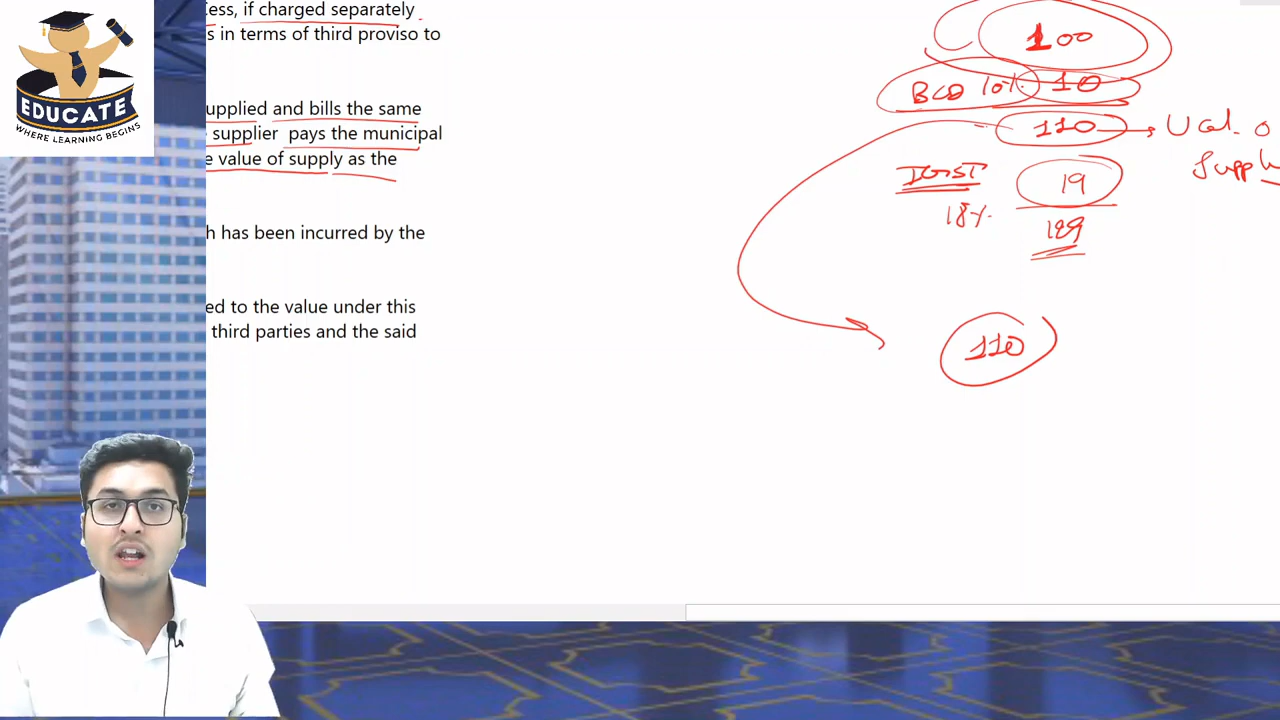 EDUCATE
WHERE LEARNING BEGINS
ess, if charged separately
s in terms of third proviso to
upplied and bills the same
supplier pays the municipal
e value of supply as the
h has been incurred by the
ed to the value under this
third parties and the said
100
BCD 10% 10
110 → Val. o
Supply
IGST 19
18%
129
110